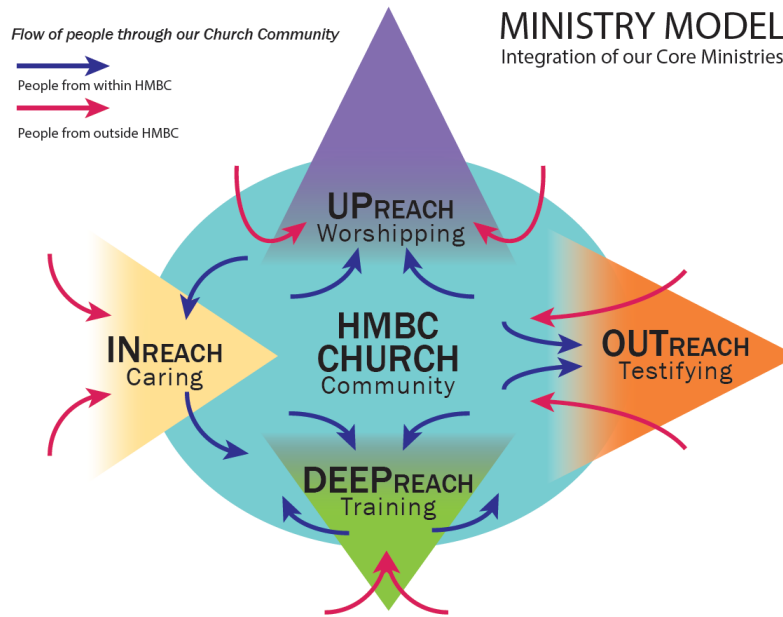 MINISTRY MODEL
Integration of our Core Ministries
Flow of people through our Church Community
People from within HMBC
People from outside HMBC
UPREACH
Worshipping
INREACH
Caring
HMBC
CHURCH
Community
OUTREACH
Testifying
DEEPREACH
Training